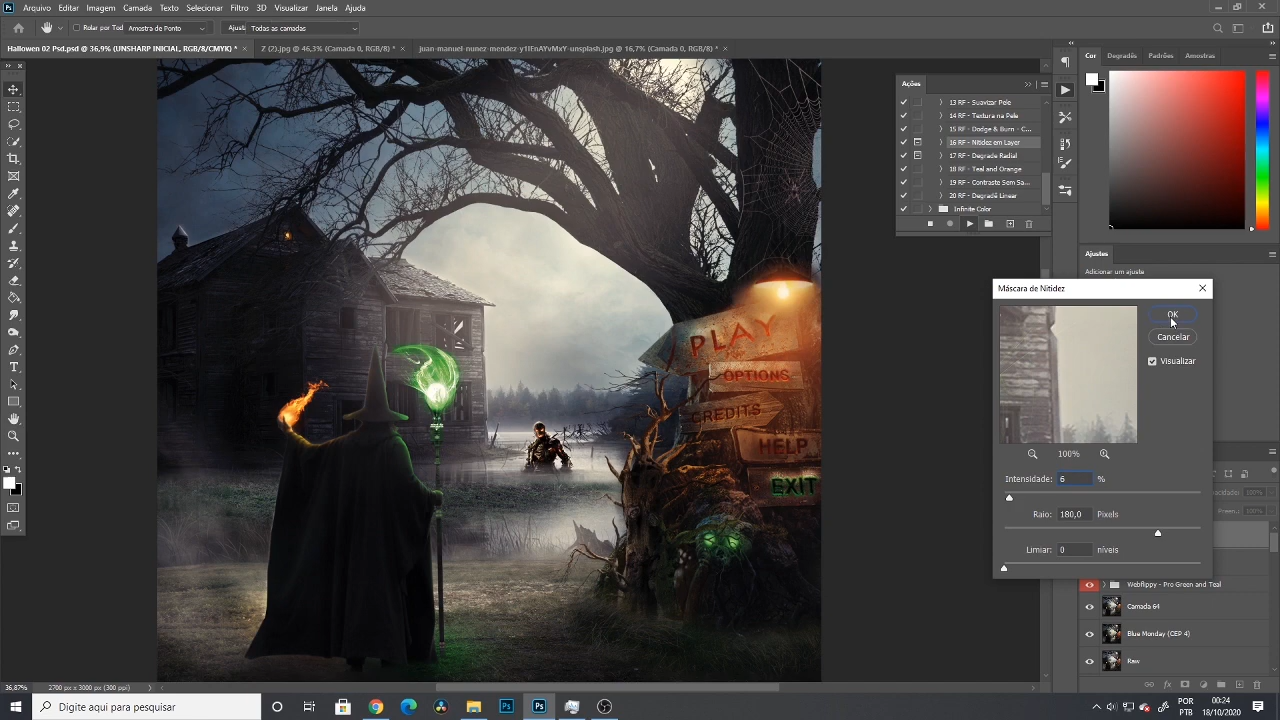 Arquivo Editar Imagem Camada Texto Selecionar Filtro 3D Visualizar Janela Ajuda
Rolar por Tod Amostra de Ponto Ajust Todas as camadas
Hallowen 02 Psd.psd @ 36,9% (UNSHARP INICIAL, RGB/8/CMYK) * × Z (2).jpg @ 46,3% (Camada 0, RGB/8) * × juan-manuel-nunez-mendez-y1lEnAYvMxY-unsplash.jpg @ 16,7% (Camada 0, RGB/8*) * ×
Cor Degradês Padrões Amostras
Ações
13 RF - Suavizar Pele
14 RF - Textura na Pele
15 RF - Dodge & Burn - C...
16 RF - Nitidez em Layer
17 RF - Degrade Radial
18 RF - Teal and Orange
19 RF - Contraste Sem Sa...
20 RF - Degradê Linear
Infinite Color
Ajustes
Adicionar um ajuste
Máscara de Nitidez
OK
Cancelar
Visualizar
100%
Intensidade: 6 %
Raio: 180,0 Pixels
Limiar: 0 níveis
PLAY
OPTIONS
CREDITS
HELP
EXIT
Webflippy - Pro Green and Teal
Camada 64
Blue Monday (CEP 4)
Raw
36,87% 2700 px x 3000 px (300 ppi)
Digite aqui para pesquisar
POR
PTB
00:24
18/10/2020